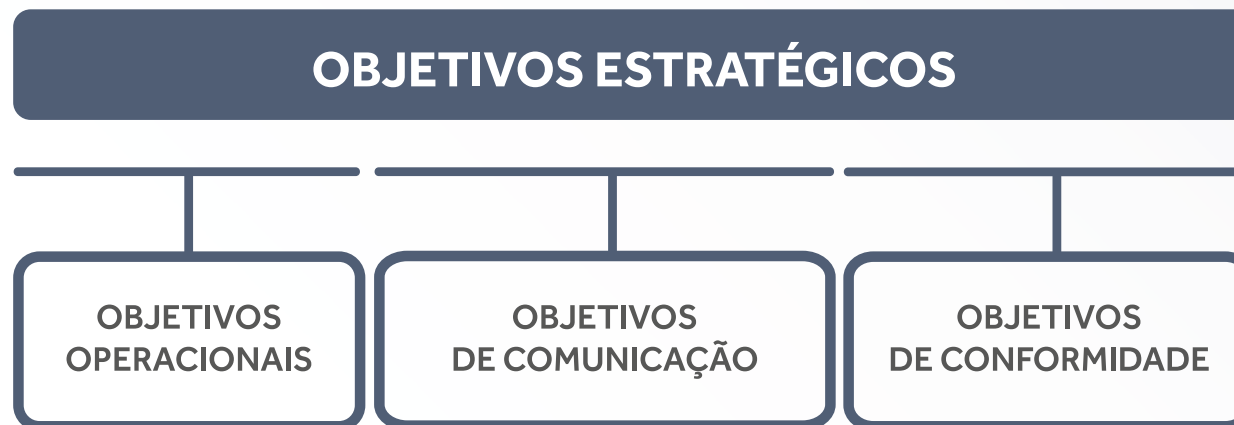 OBJETIVOS ESTRATÉGICOS
OBJETIVOS
OPERACIONAIS
OBJETIVOS
DE COMUNICAÇÃO
OBJETIVOS
DE CONFORMIDADE